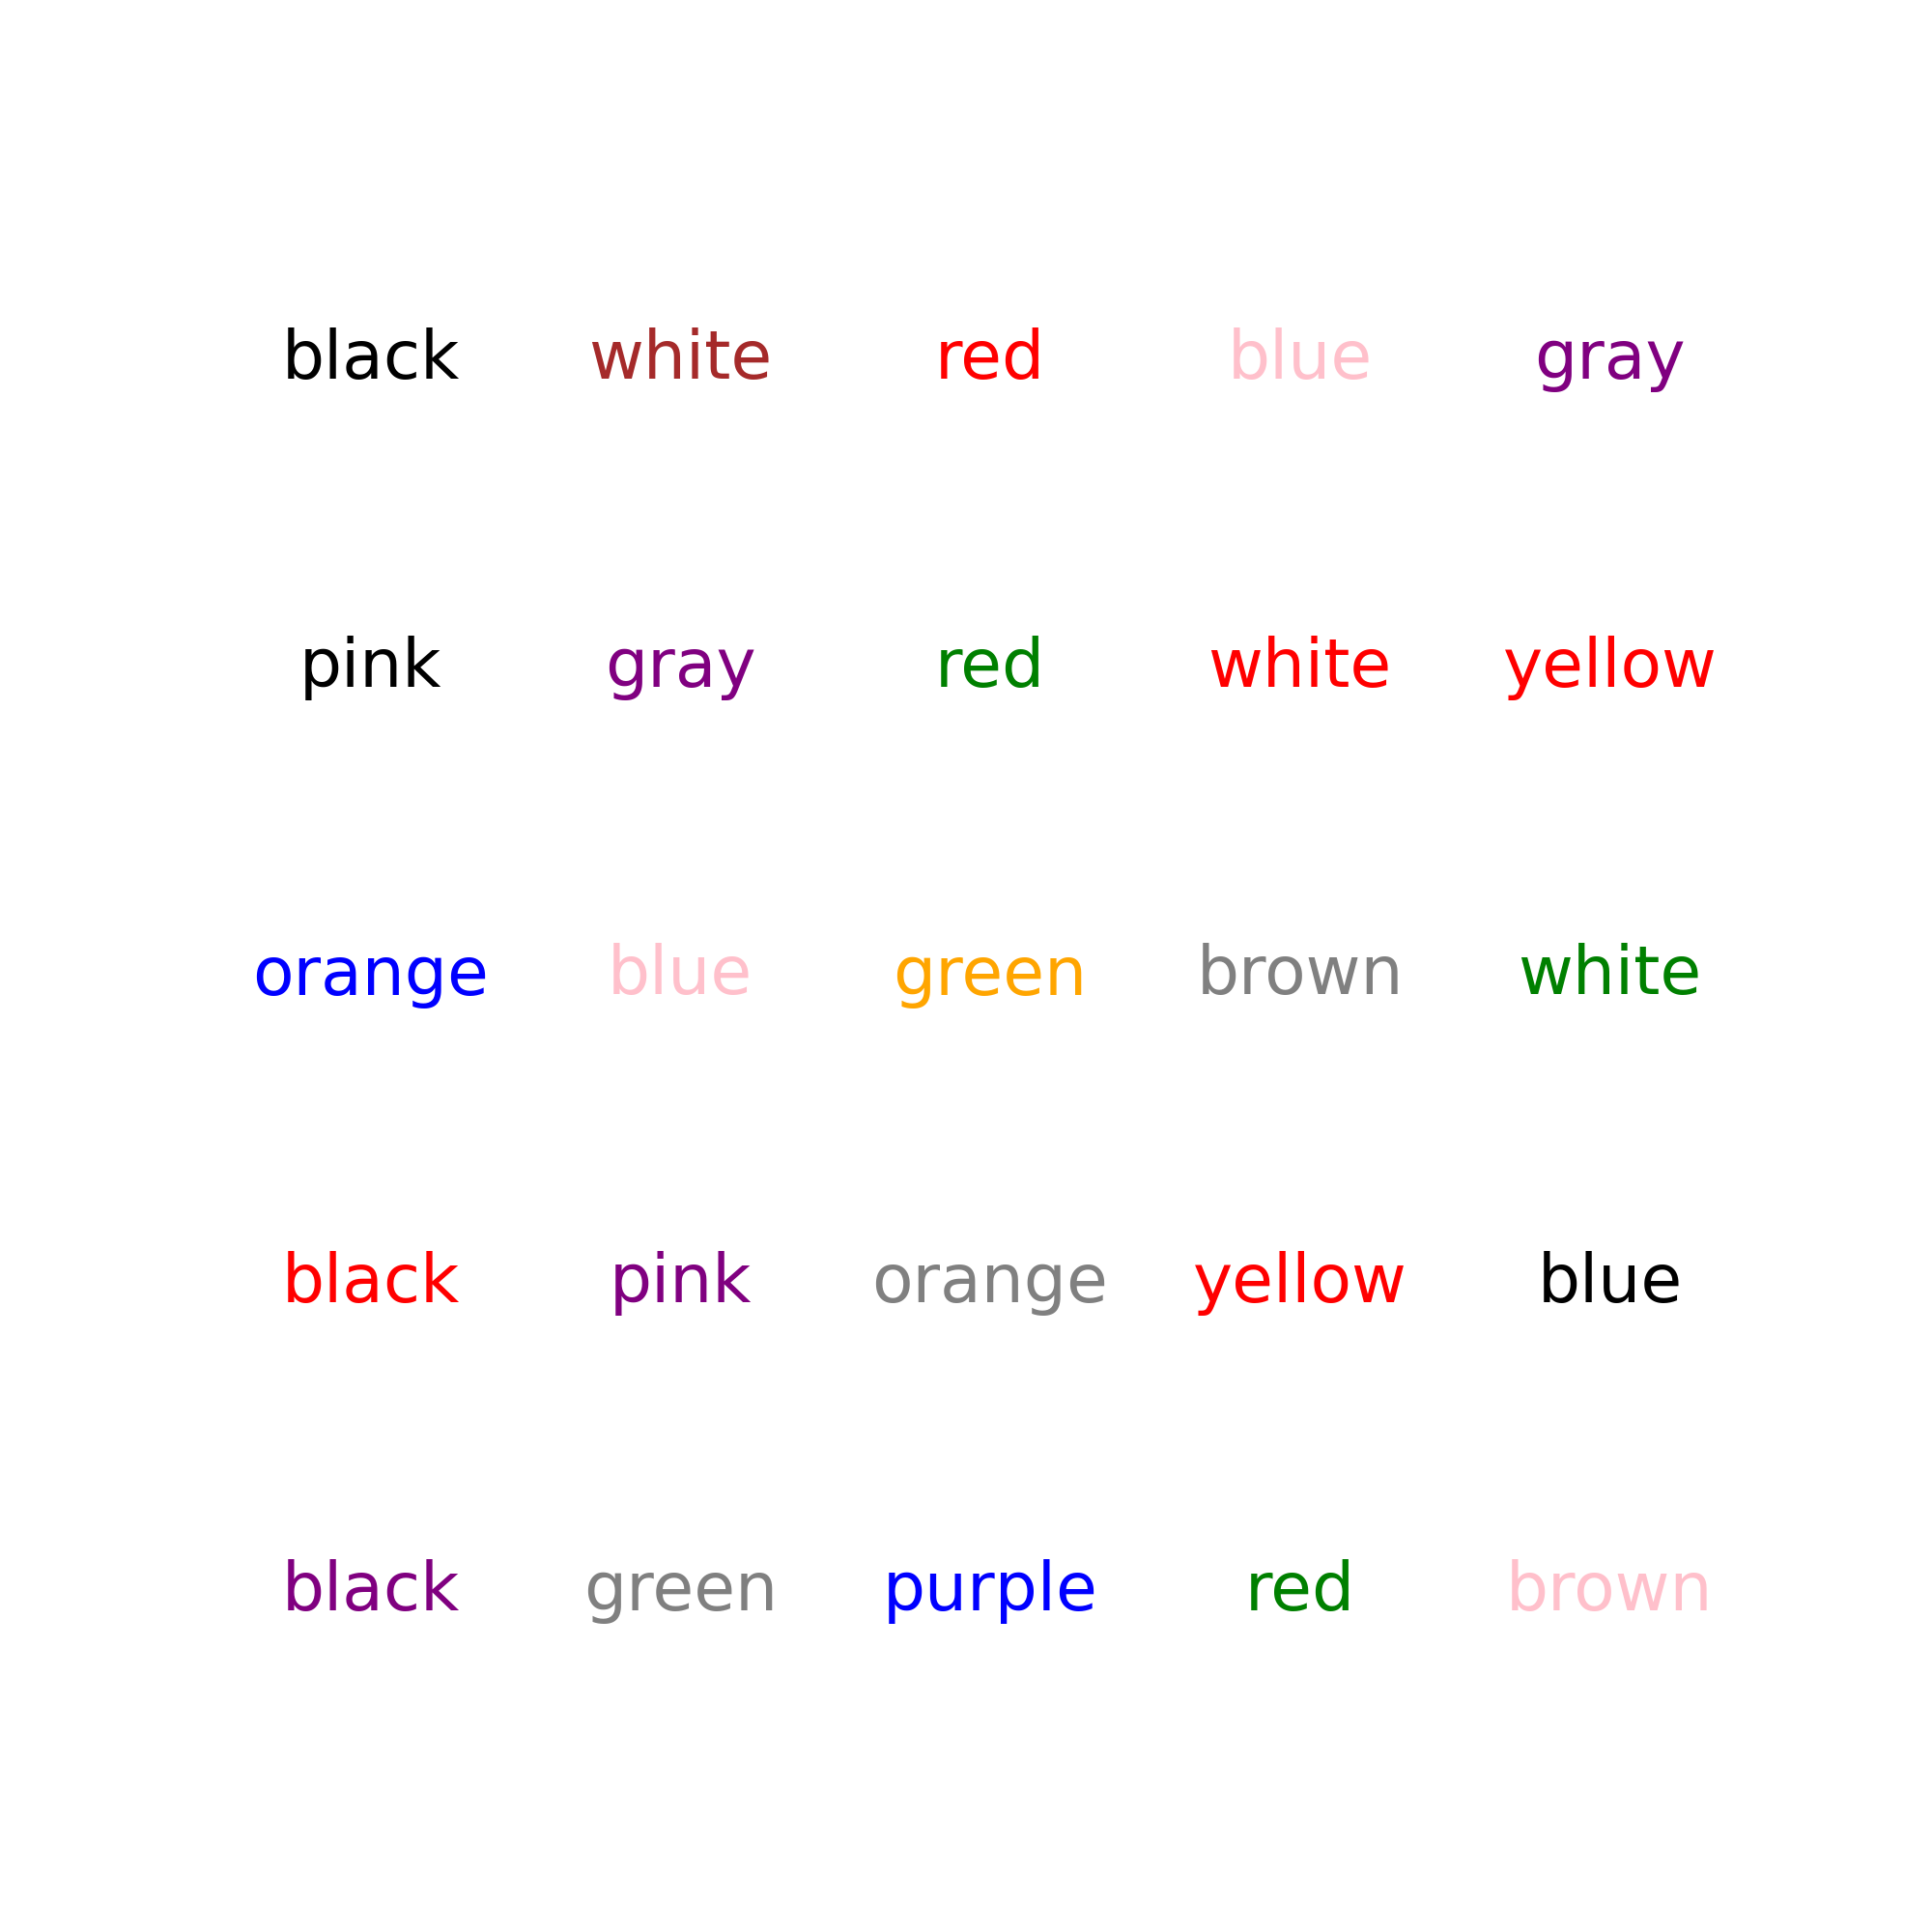 black white red blue gray
pink gray red white yellow
orange blue green brown white
black pink orange yellow blue
black green purple red brown